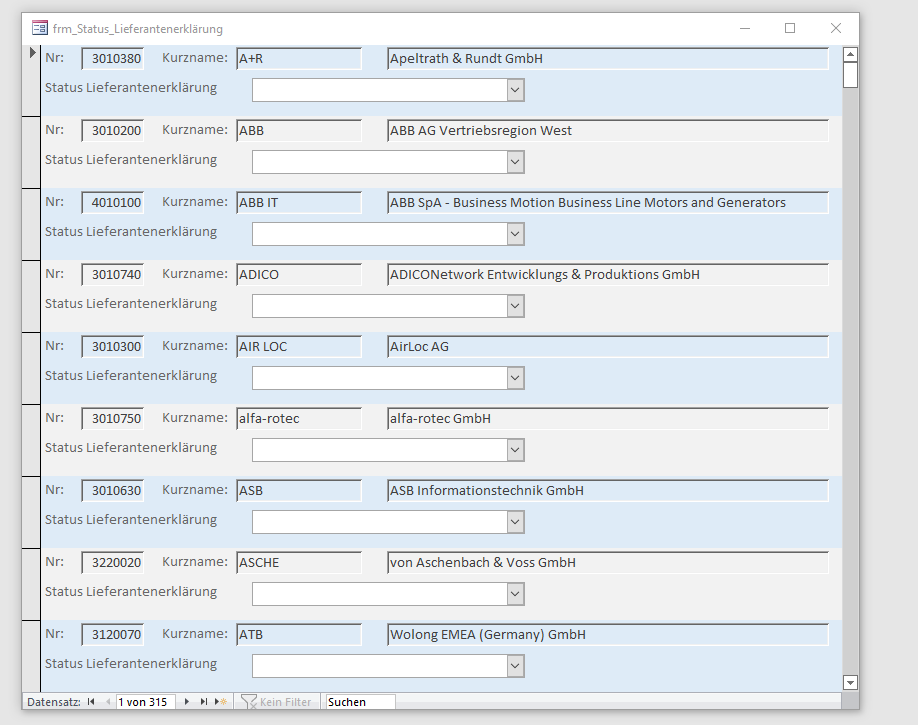 frm_Status_Lieferantenerklärung
Nr: 3010380 Kurzname: A+R Apeltrath & Rundt GmbH
Status Lieferantenerklärung
Nr: 3010200 Kurzname: ABB ABB AG Vertriebsregion West
Status Lieferantenerklärung
Nr: 4010100 Kurzname: ABB IT ABB SpA - Business Motion Business Line Motors and Generators
Status Lieferantenerklärung
Nr: 3010740 Kurzname: ADICO ADICONetwork Entwicklungs & Produktions GmbH
Status Lieferantenerklärung
Nr: 3010300 Kurzname: AIR LOC AirLoc AG
Status Lieferantenerklärung
Nr: 3010750 Kurzname: alfa-rotec alfa-rotec GmbH
Status Lieferantenerklärung
Nr: 3010630 Kurzname: ASB ASB Informationstechnik GmbH
Status Lieferantenerklärung
Nr: 3220020 Kurzname: ASCHE von Aschenbach & Voss GmbH
Status Lieferantenerklärung
Nr: 3120070 Kurzname: ATB Wolong EMEA (Germany) GmbH
Status Lieferantenerklärung
Datensatz: 1 von 315 Kein Filter Suchen